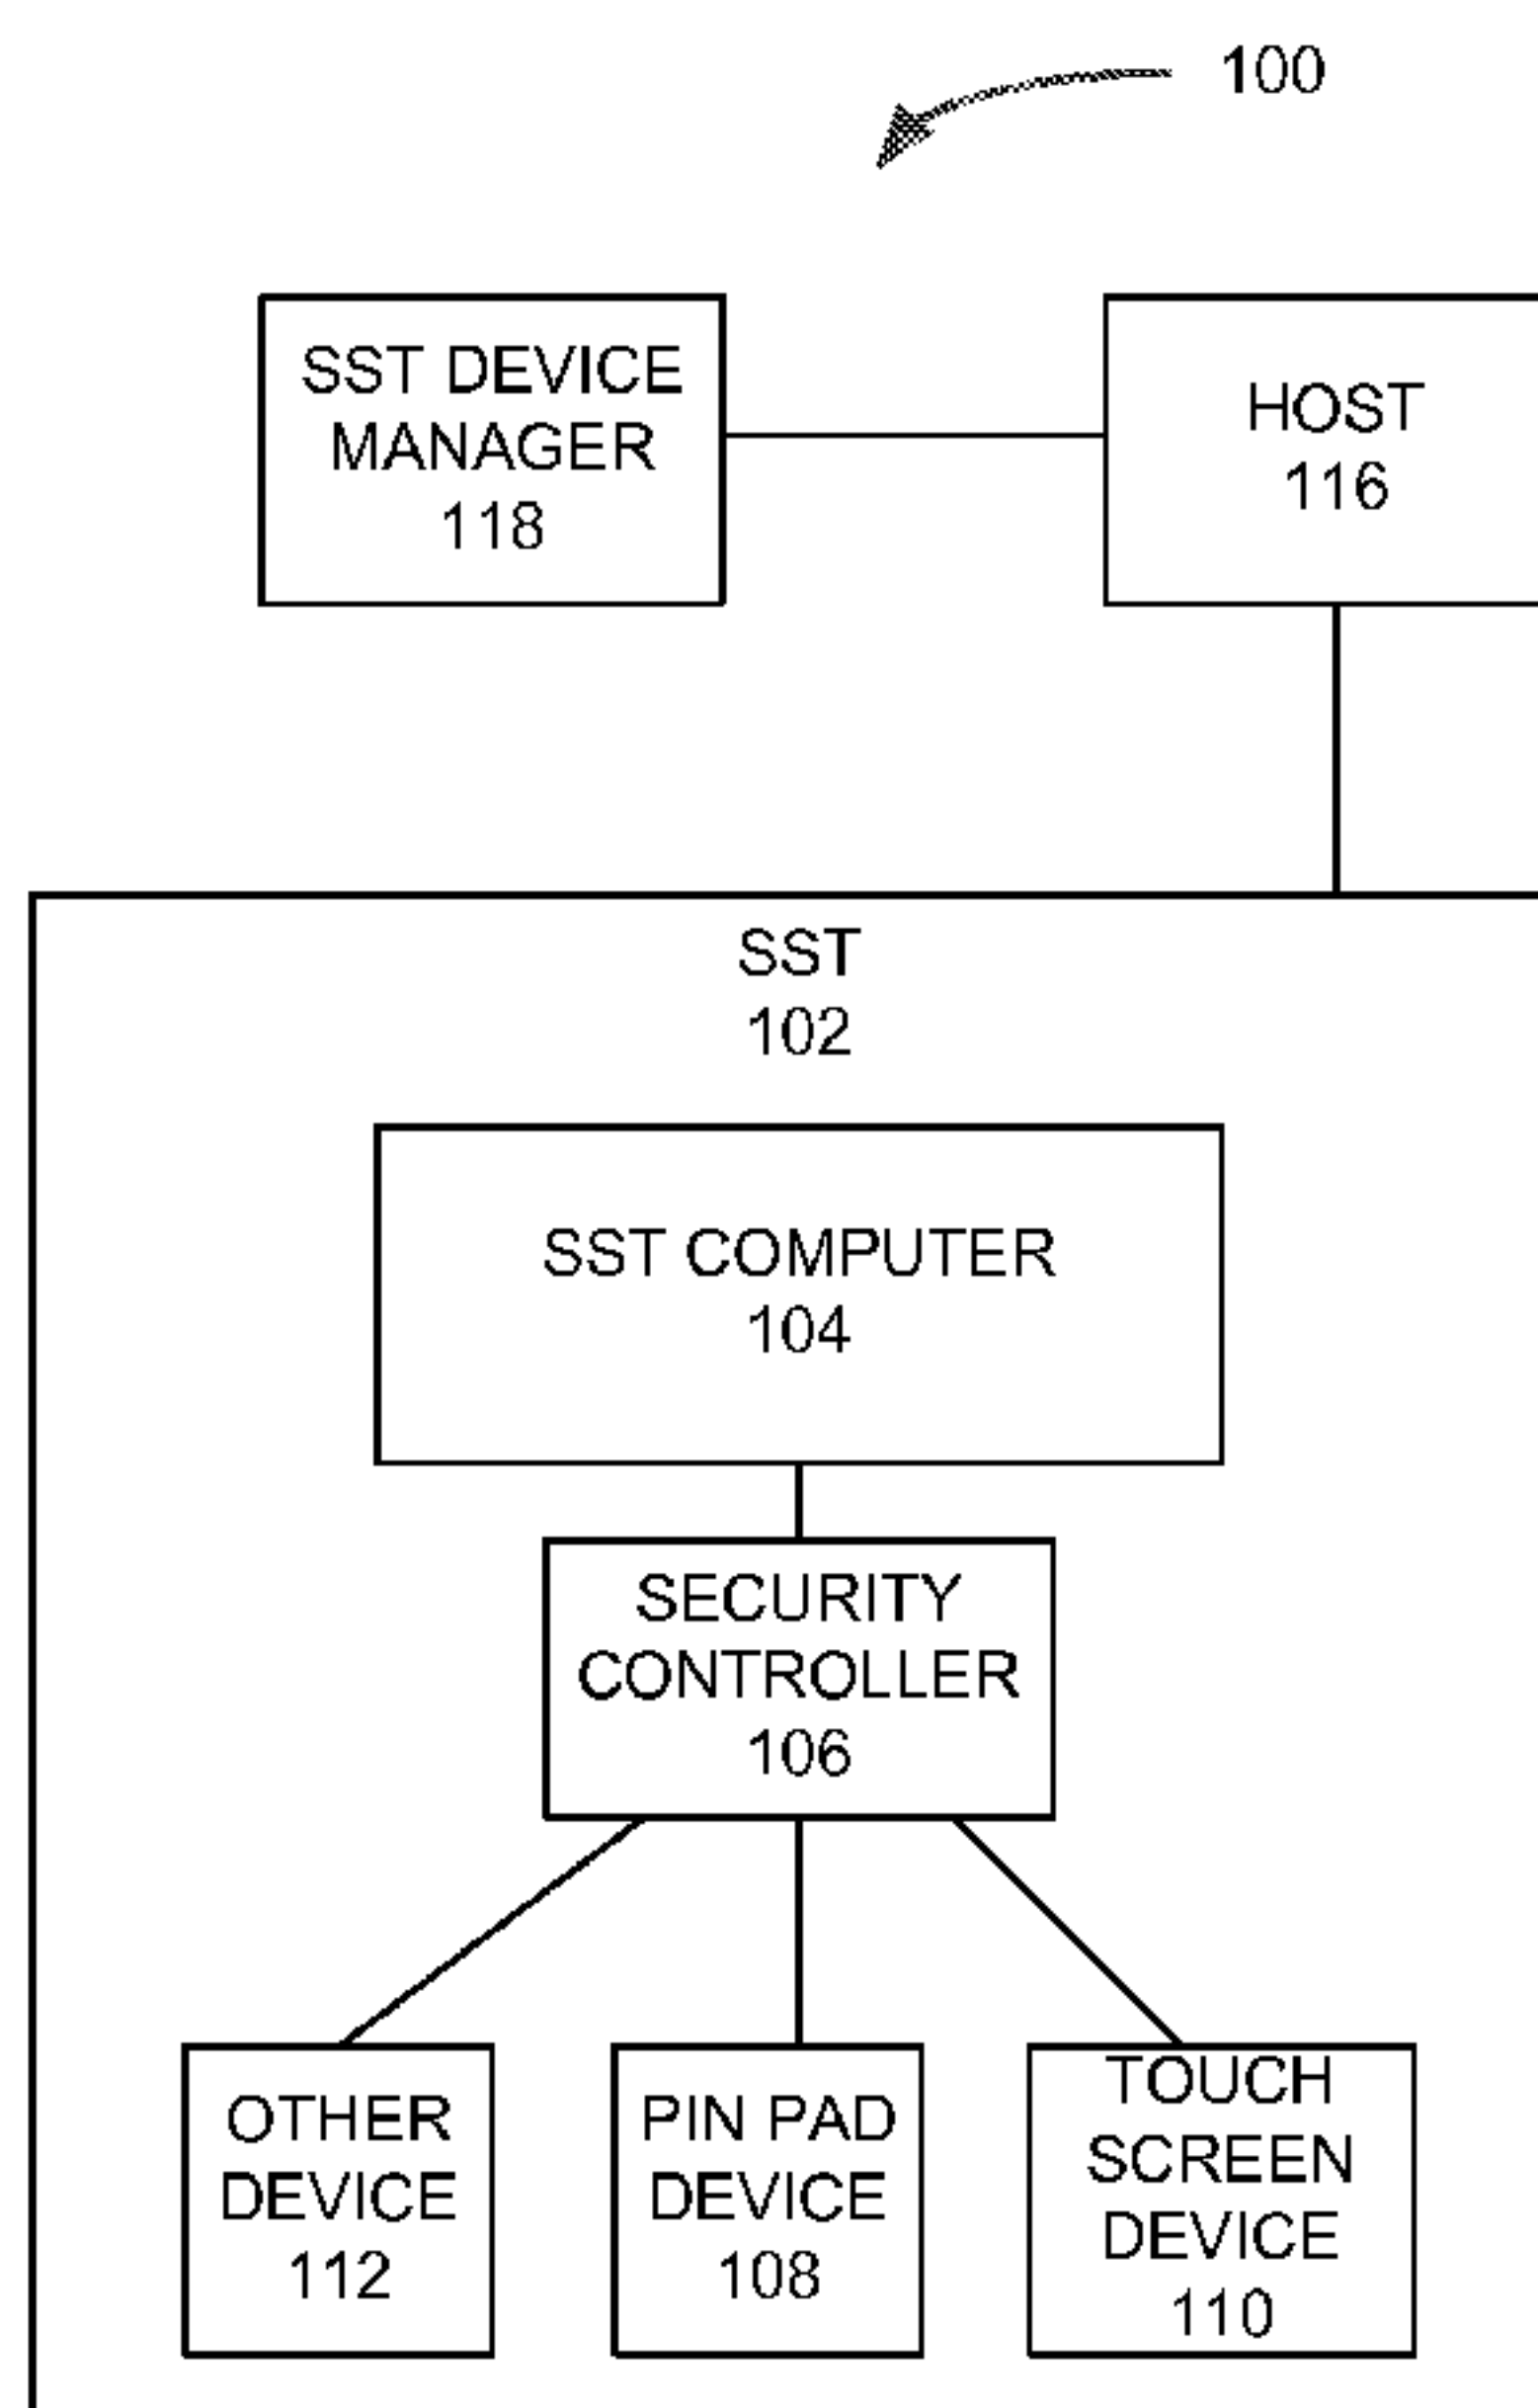 100
SST DEVICE
MANAGER
118
HOST
116
SST
102
SST COMPUTER
104
SECURITY
CONTROLLER
106
OTHER
DEVICE
112
PIN PAD
DEVICE
108
TOUCH
SCREEN
DEVICE
110